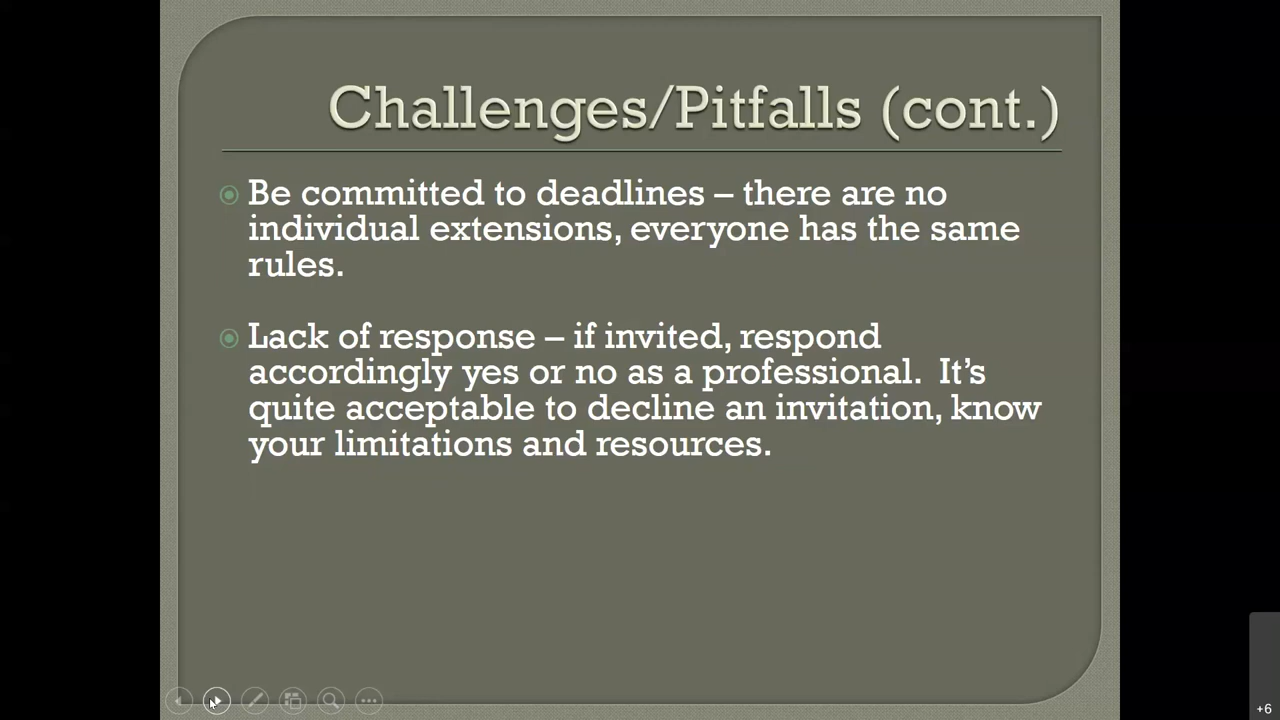 Challenges/Pitfalls (cont.)
Be committed to deadlines – there are no
individual extensions, everyone has the same
rules.
Lack of response – if invited, respond
accordingly yes or no as a professional.  It’s
quite acceptable to decline an invitation, know
your limitations and resources.
+6